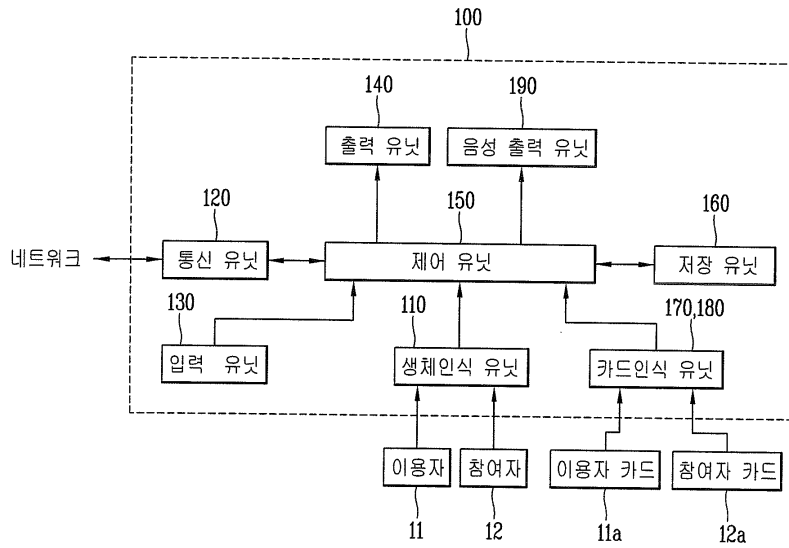 100
140
190
출력 유닛
음성 출력 유닛
120
150
160
네트워크
통신 유닛
제어 유닛
저장 유닛
130
110
170,180
입력 유닛
생체인식 유닛
카드인식 유닛
이용자
참여자
이용자 카드
참여자 카드
11
12
11a
12a